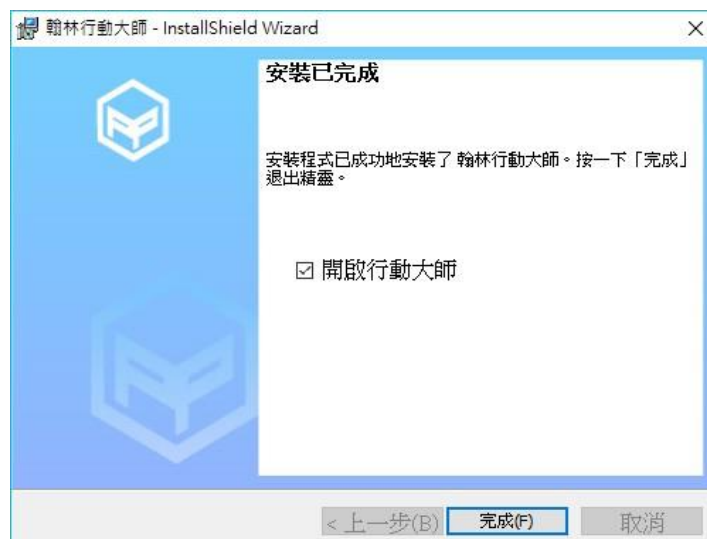 翰林行動大師 - InstallShield Wizard
安裝已完成
安裝程式已成功地安裝了 翰林行動大師。按一下「完成」
退出精靈。
開啟行動大師
< 上一步(B) 完成(F) 取消